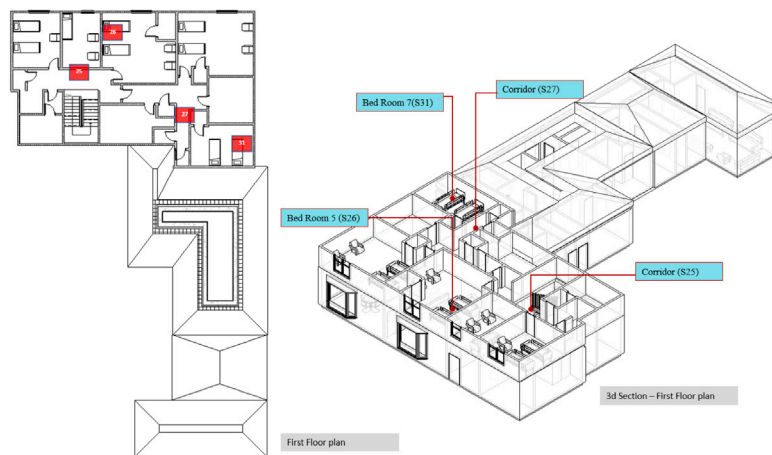 26
25
27
31
First Floor plan
Bed Room 7(S31)
Corridor (S27)
Bed Room 5 (S26)
Corridor (S25)
3d Section – First Floor plan